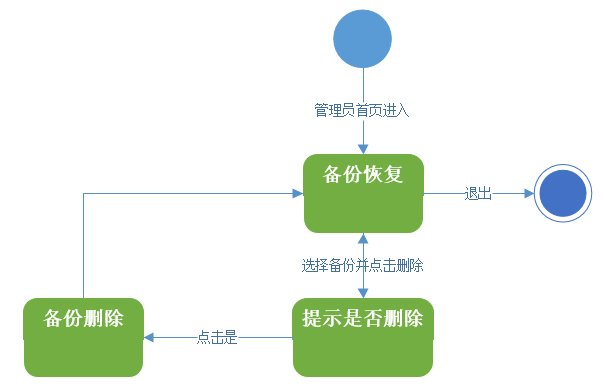 管理员首页进入
备份恢复
退出
选择备份并点击删除
备份删除
点击是
提示是否删除